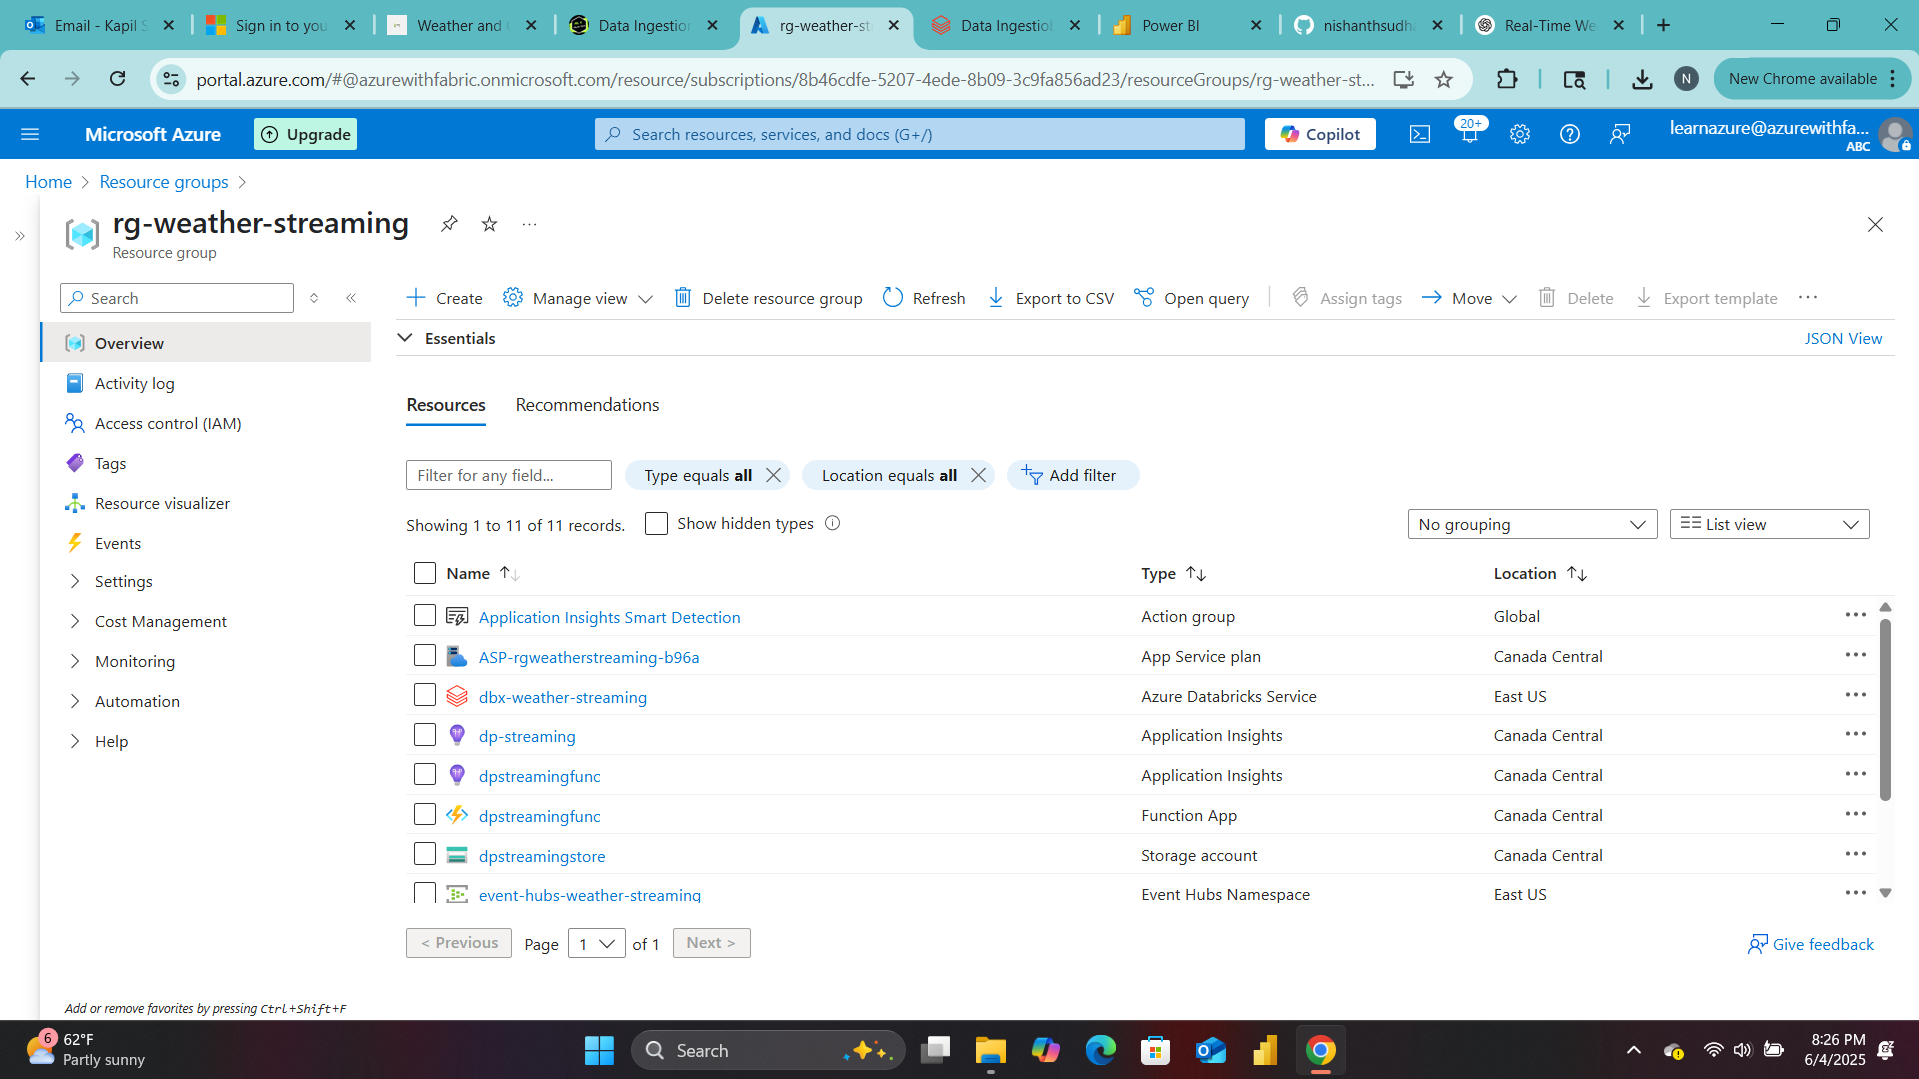 Email - Kapil S
Sign in to you
Weather and
Data Ingestion
rg-weather-st
Data Ingestio
Power BI
nishanthsudha
Real-Time We
portal.azure.com/#@azurewithfabric.onmicrosoft.com/resource/subscriptions/8b46cdfe-5207-4ede-8b09-3c9fa856ad23/resourceGroups/rg-weather-st...
N
New Chrome available
Microsoft Azure
Upgrade
Search resources, services, and docs (G+/)
Copilot
20+
learnazure@azurewithfa...
ABC
Home
Resource groups
rg-weather-streaming
Resource group
Search
Create
Manage view
Delete resource group
Refresh
Export to CSV
Open query
Assign tags
Move
Delete
Export template
Overview
Essentials
JSON View
Activity log
Access control (IAM)
Tags
Resource visualizer
Events
Settings
Cost Management
Monitoring
Automation
Help
Resources
Recommendations
Filter for any field...
Type equals all
Location equals all
Add filter
Showing 1 to 11 of 11 records.
Show hidden types
No grouping
List view
Name
Type
Location
Application Insights Smart Detection
Action group
Global
ASP-rgweatherstreaming-b96a
App Service plan
Canada Central
dbx-weather-streaming
Azure Databricks Service
East US
dp-streaming
Application Insights
Canada Central
dpstreamingfunc
Application Insights
Canada Central
dpstreamingfunc
Function App
Canada Central
dpstreamingstore
Storage account
Canada Central
event-hubs-weather-streaming
Event Hubs Namespace
East US
< Previous
Page
1
of 1
Next >
Give feedback
Add or remove favorites by pressing Ctrl+Shift+F
6
62°F
Partly sunny
Search
8:26 PM
6/4/2025